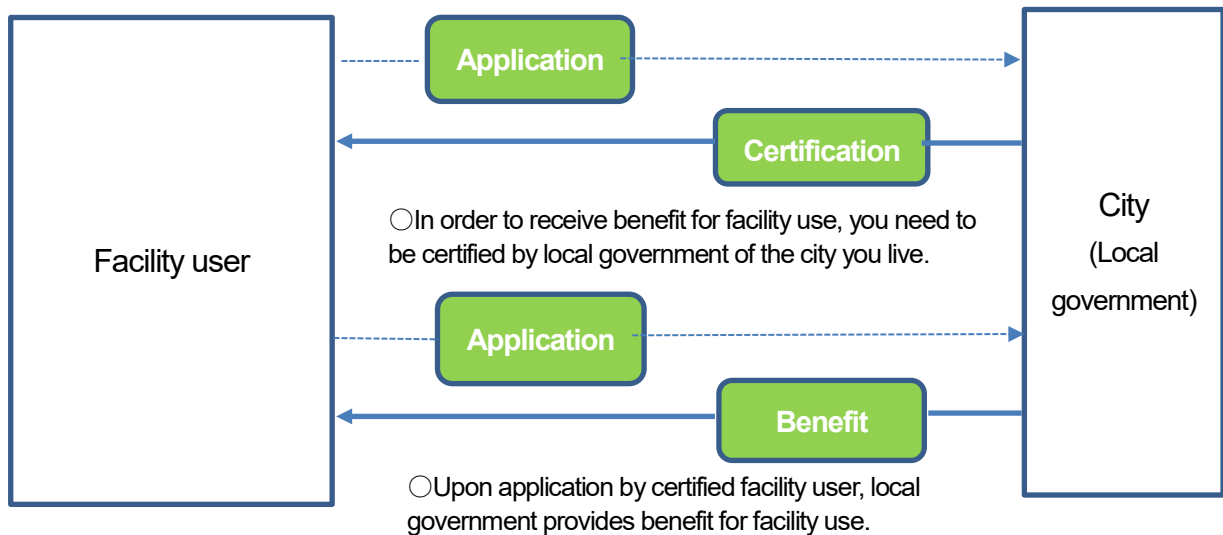 Application
Certification
○In order to receive benefit for facility use, you need to
be certified by local government of the city you live.
Facility user
City
(Local
government)
Application
Benefit
○Upon application by certified facility user, local
government provides benefit for facility use.